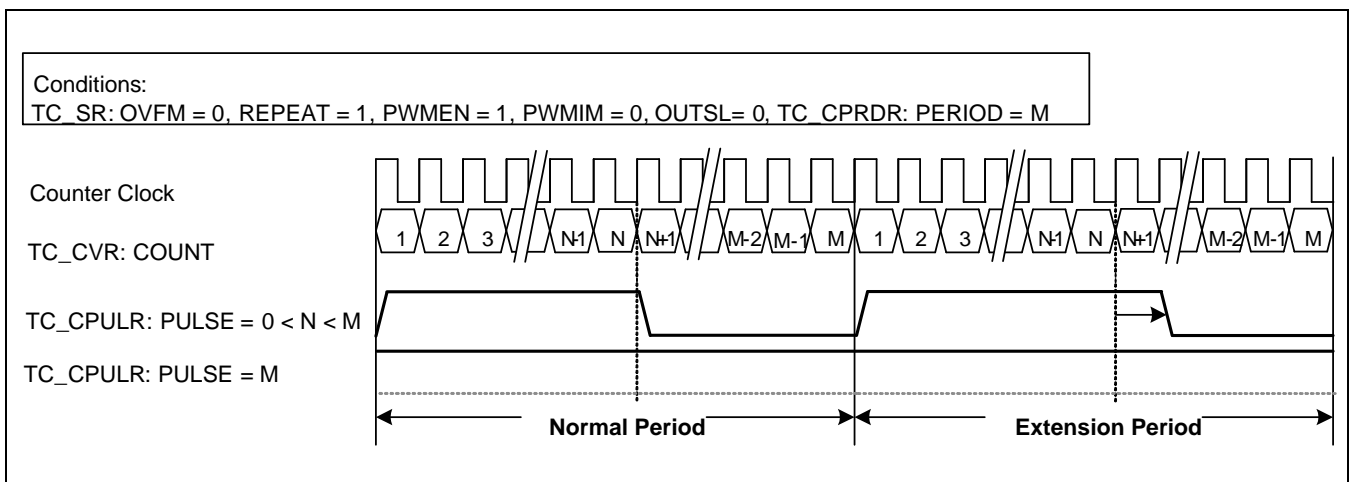 Conditions:
TC_SR: OVFM = 0, REPEAT = 1, PWMEN = 1, PWMIM = 0, OUTSL= 0, TC_CPRDR: PERIOD = M
Counter Clock
TC_CVR: COUNT
1 2 3 N-1 N N+1 M-2 M-1 M 1 2 3 N-1 N N+1 M-2 M-1 M
TC_CPULR: PULSE = 0 < N < M
TC_CPULR: PULSE = M
Normal Period Extension Period